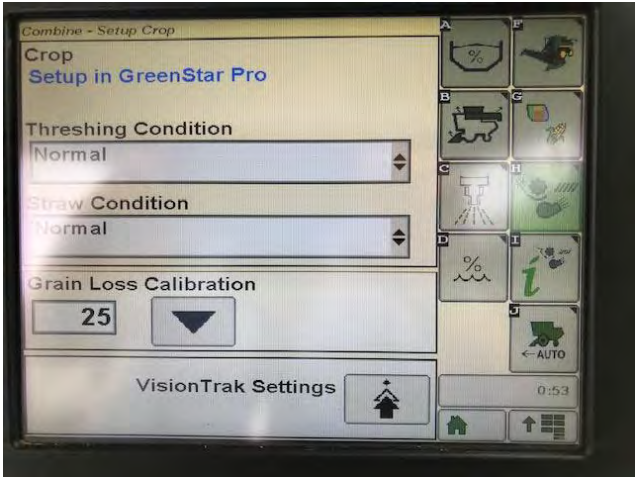 Combine - Setup Crop
Crop
Setup in GreenStar Pro
Threshing Condition
Normal
Straw Condition
Normal
Grain Loss Calibration
25
VisionTrak Settings
A
%
F
B
G
C
H
D
%
I
i
J
←AUTO
0:53